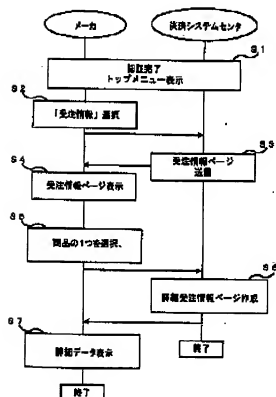 メーカ
決済システムセンタ
S1
認証完了
トップメニュー表示
S2
「受注情報」選択
S3
受注情報ページ
送信
S4
受注情報ページ表示
S5
商品の1つを選択、
S6
詳細受注情報ページ作成
S7
詳細データ表示
終了
終了